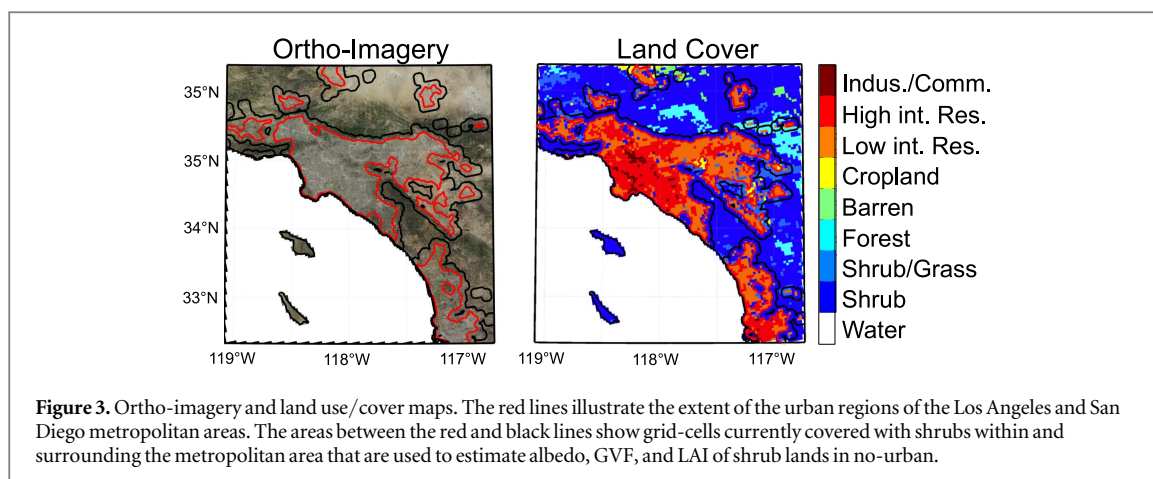 Ortho-Imagery
Land Cover
35°N
35°N
34°N
33°N
119°W
118°W
117°W
119°W
118°W
117°W
Indus./Comm.
High int. Res.
Low int. Res.
Cropland
Barren
Forest
Shrub/Grass
Shrub
Water
Figure 3. Ortho-imagery and land use/cover maps. The red lines illustrate the extent of the urban regions of the Los Angeles and San
Diego metropolitan areas. The areas between the red and black lines show grid-cells currently covered with shrubs within and
surrounding the metropolitan area that are used to estimate albedo, GVF, and LAI of shrub lands in no-urban.